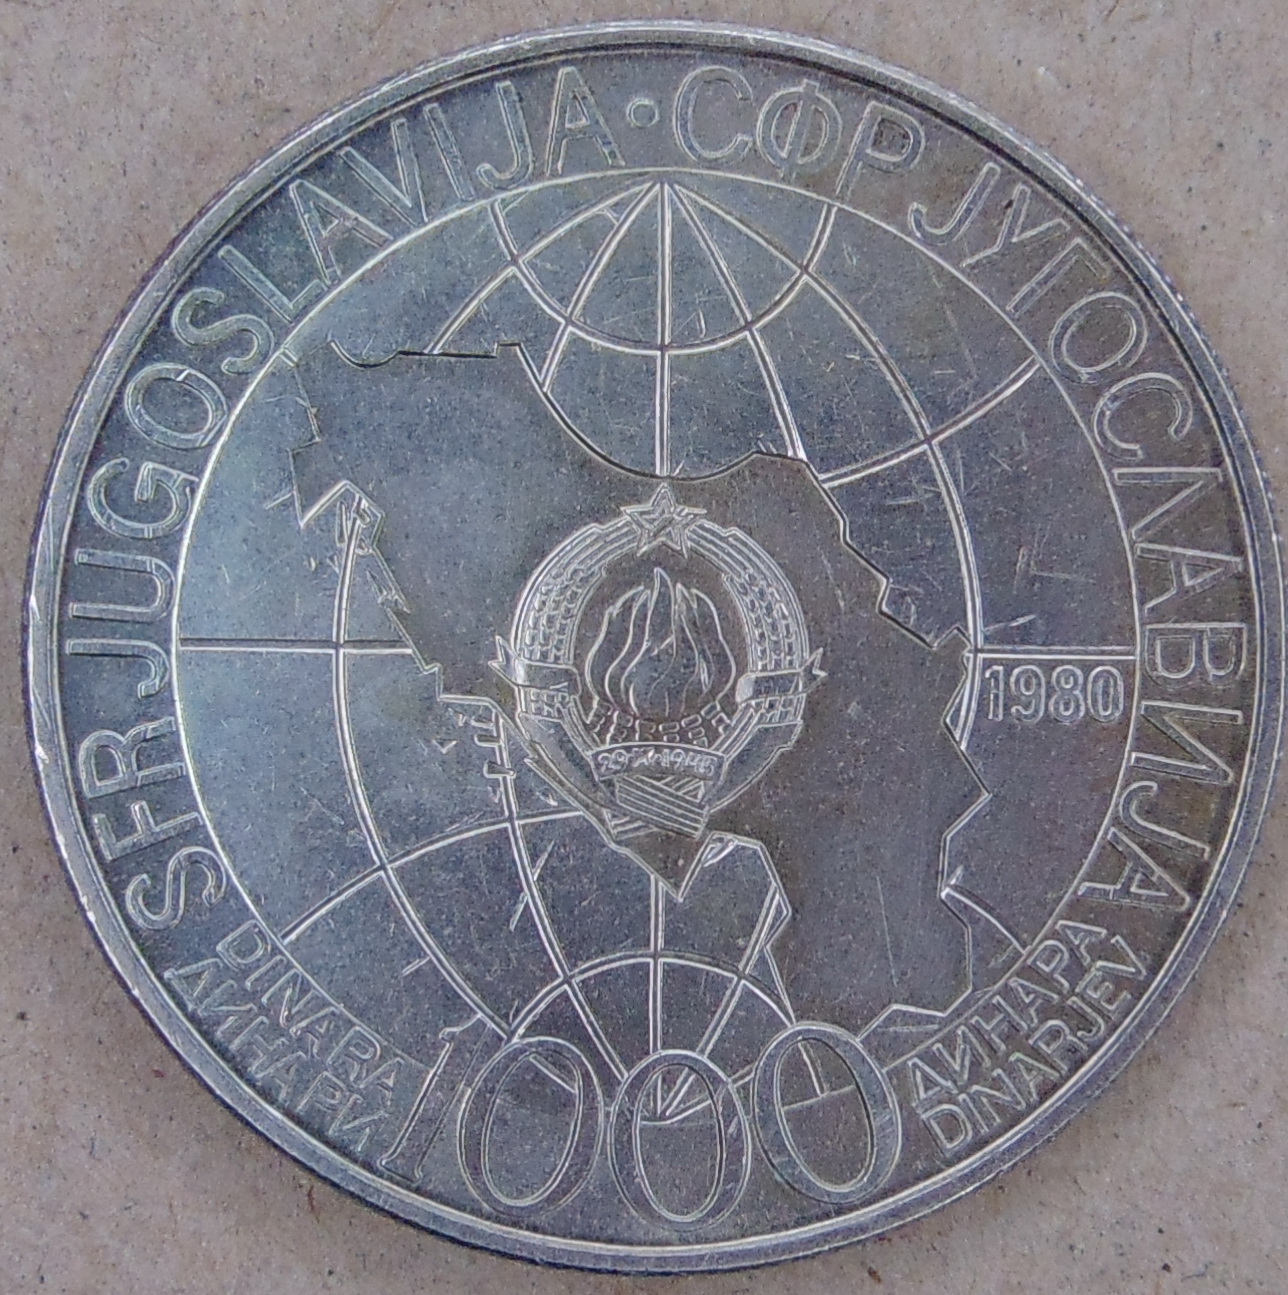 SFR JUGOSLAVIJA · СФР ЈУГОСЛАВИЈА
1980
29·XI·1943
DINARA
ДИНАРИ
1000
ДИНАРА
DINARJEV